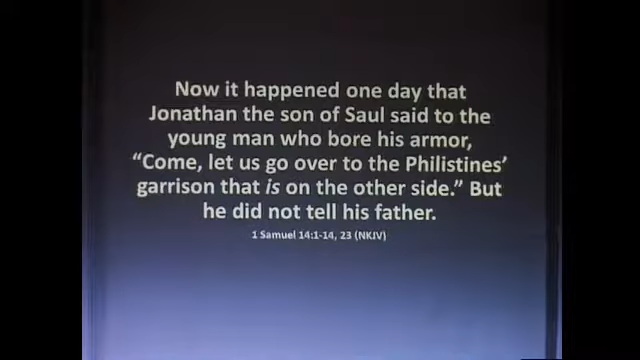 Now it happened one day that
Jonathan the son of Saul said to the
young man who bore his armor,
“Come, let us go over to the Philistines’
garrison that is on the other side.” But
he did not tell his father.
1 Samuel 14:1-14, 23 (NKJV)